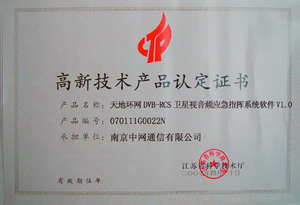 高新技术产品认定证书
产品名称:天地环网DVB-RCS卫星视音频应急指挥系统软件V1.0
产品编号:070111G0022N
承担单位:南京中网通信有限公司
江苏省科学技术厅
有效期伍年